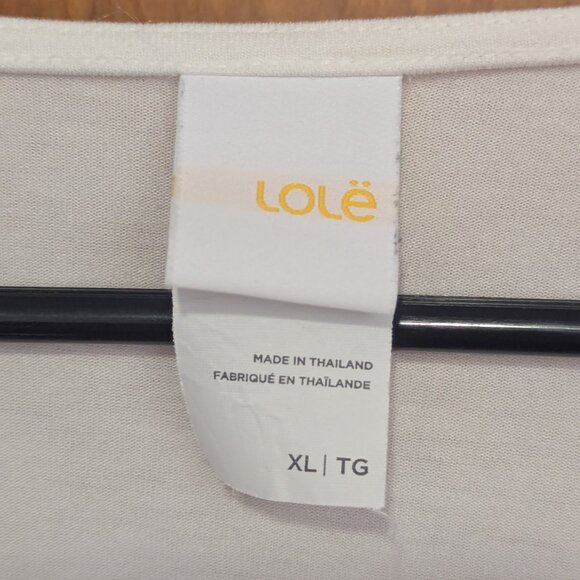 LOLë
MADE IN THAILAND
FABRIQUÉ EN THAÏLANDE
XL | TG